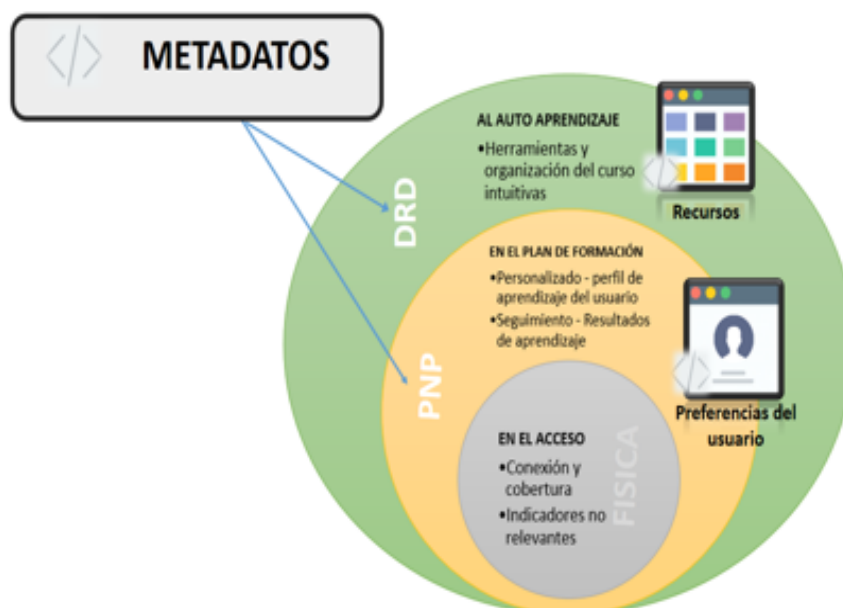 METADATOS
AL AUTO APRENDIZAJE
•Herramientas y
organización del curso
intuitivas
Recursos
DRD
EN EL PLAN DE FORMACIÓN
•Personalizado - perfil de
aprendizaje del usuario
•Seguimiento - Resultados
de aprendizaje
Preferencias del
usuario
PNP
EN EL ACCESO
•Conexión y
cobertura
•Indicadores no
relevantes
FISICA